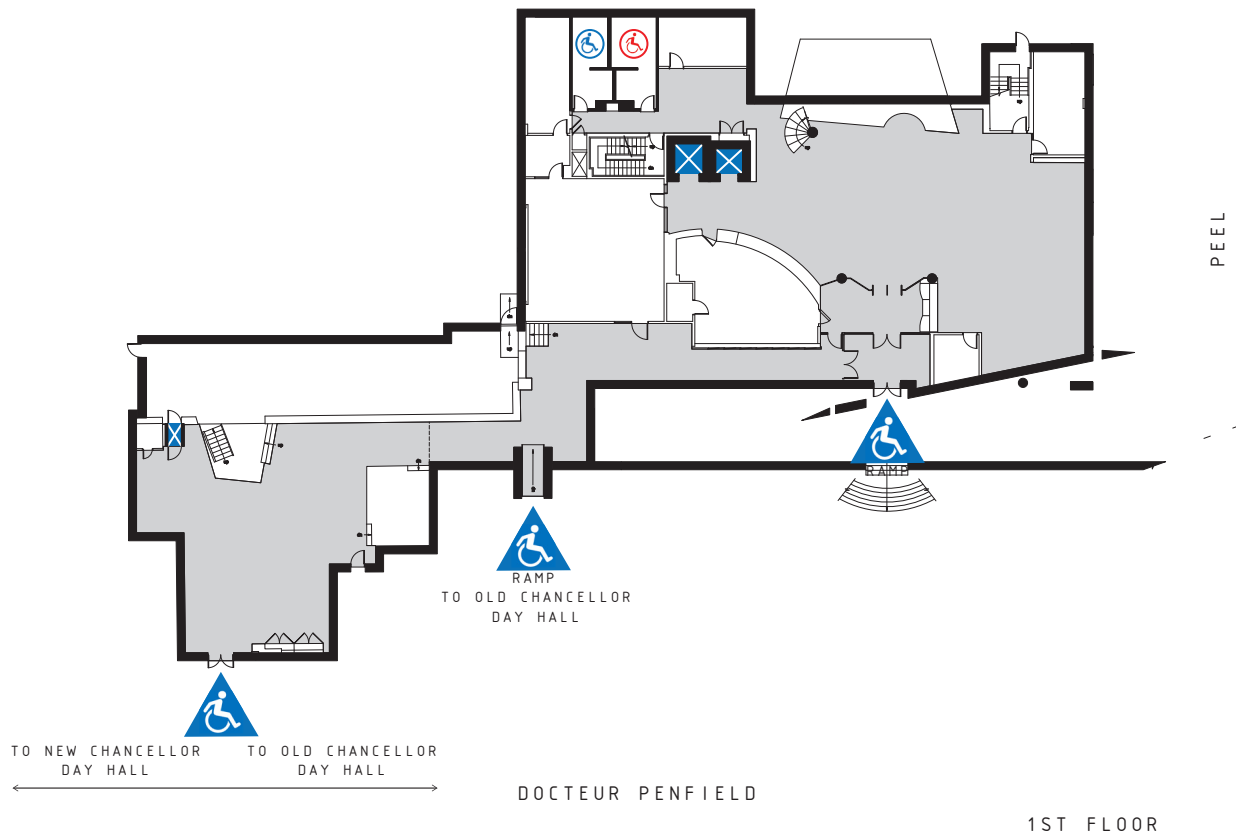 PEEL
RAMP
RAMP
TO OLD CHANCELLOR
DAY HALL
TO NEW CHANCELLOR
DAY HALL
TO OLD CHANCELLOR
DAY HALL
DOCTEUR PENFIELD
1ST FLOOR